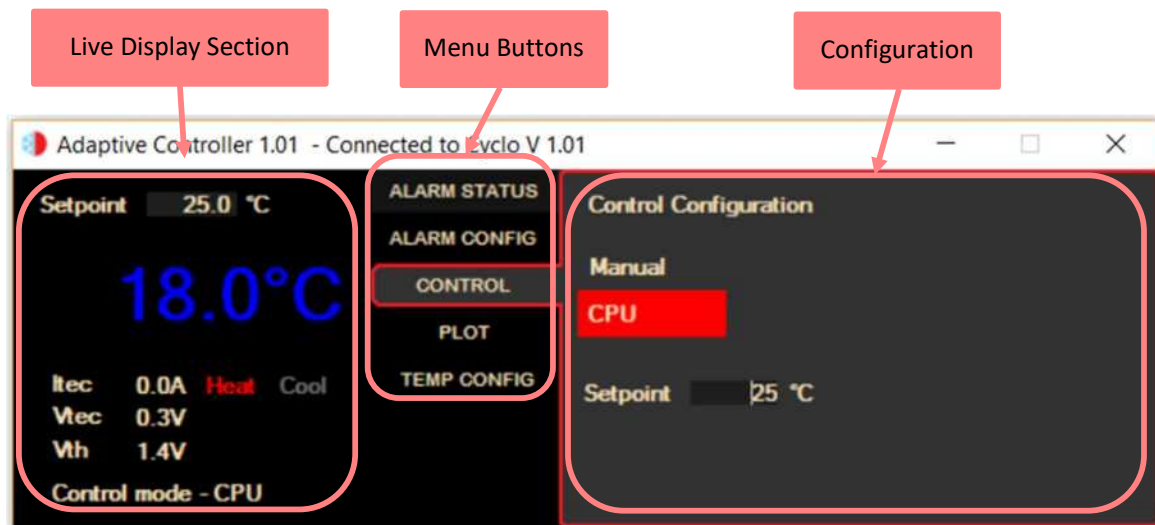 Live Display Section
Menu Buttons
Configuration
Adaptive Controller 1.01 - Connected to Cyclo V 1.01
Setpoint 25.0 °C
18.0°C
Itec 0.0A Heat Cool
Vtec 0.3V
Vth 1.4V
Control mode - CPU
ALARM STATUS
ALARM CONFIG
CONTROL
PLOT
TEMP CONFIG
Control Configuration
Manual
CPU
Setpoint 25 °C